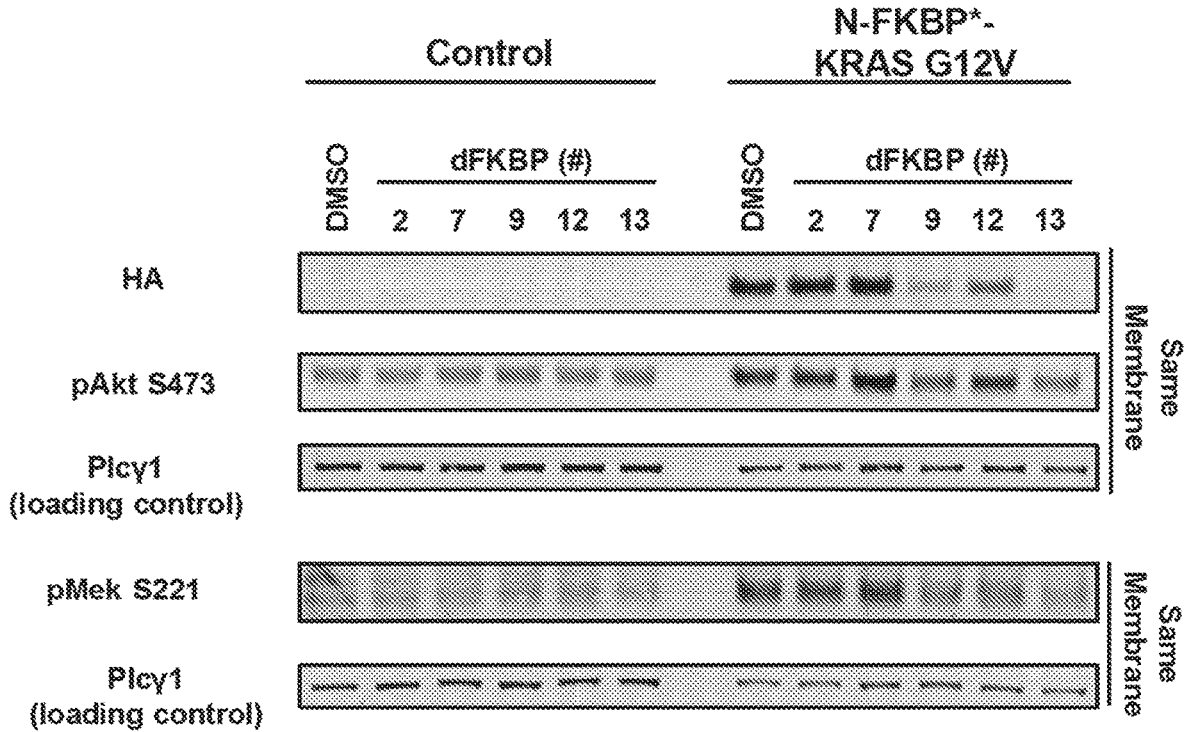 Control
N-FKBP*-
KRAS G12V
DMSO
dFKBP (#)
DMSO
dFKBP (#)
2 7 9 12 13
2 7 9 12 13
HA
pAkt S473
Plcγ1
(loading control)
Same
Membrane
pMek S221
Plcγ1
(loading control)
Same
Membrane